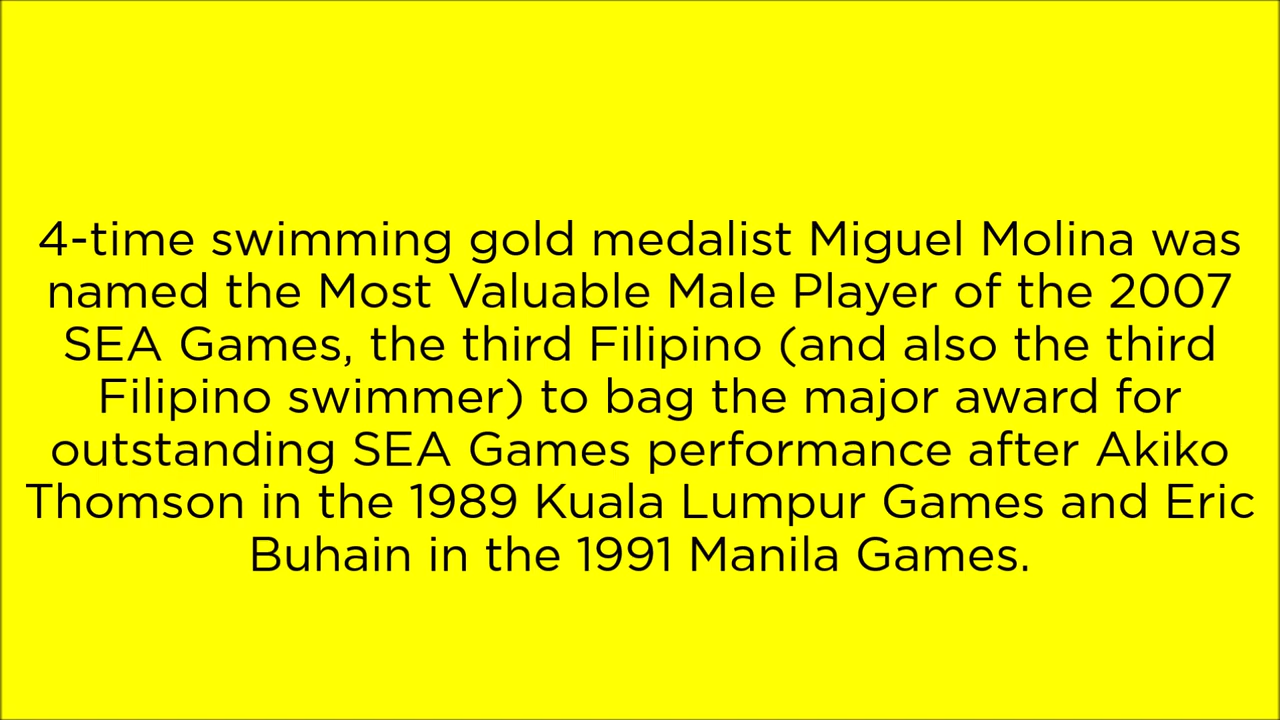 4-time swimming gold medalist Miguel Molina was
named the Most Valuable Male Player of the 2007
SEA Games, the third Filipino (and also the third
Filipino swimmer) to bag the major award for
outstanding SEA Games performance after Akiko
Thomson in the 1989 Kuala Lumpur Games and Eric
Buhain in the 1991 Manila Games.